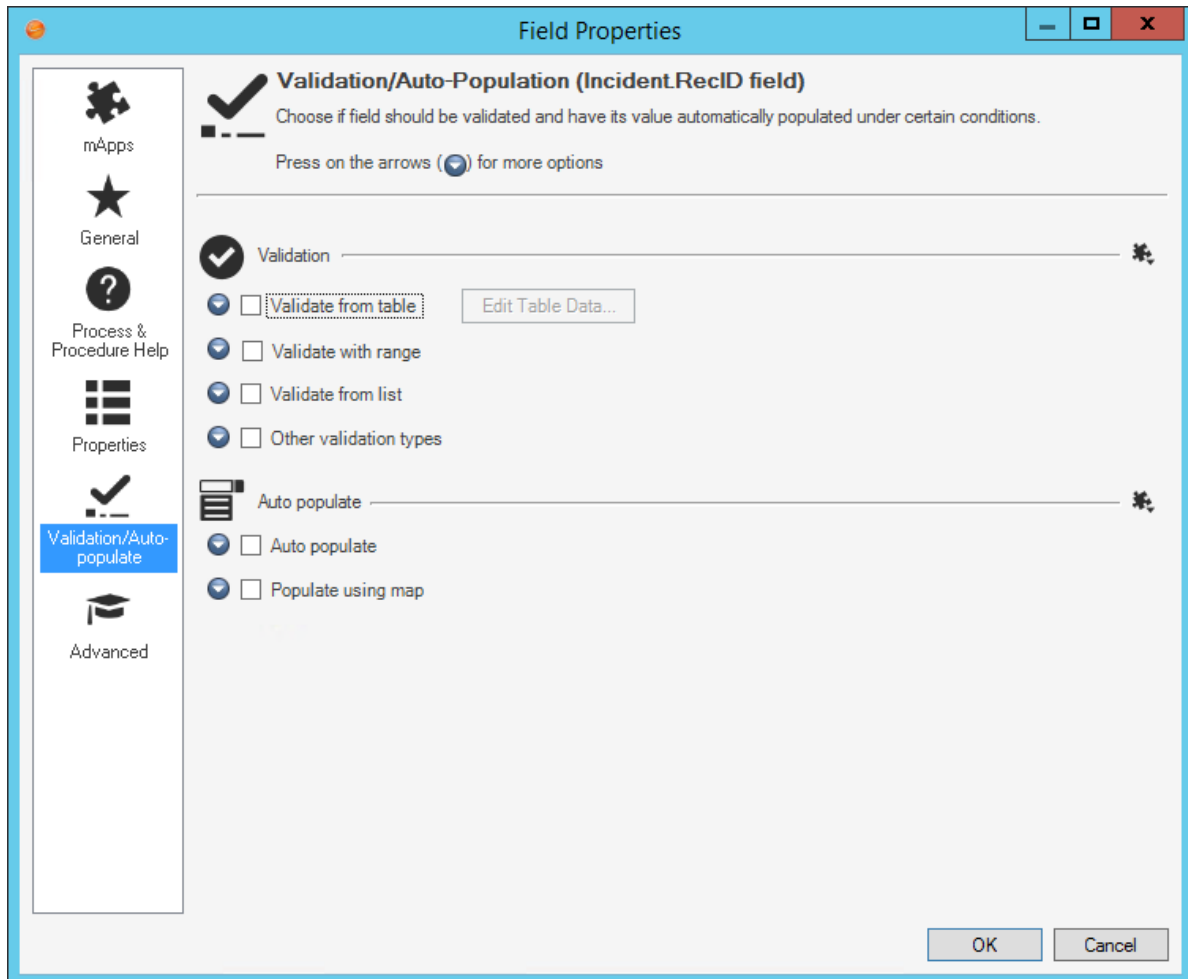 Field Properties
mApps
General
Process &
Procedure Help
Properties
Validation/Auto-
populate
Advanced
Validation/Auto-Population (Incident.RecID field)
Choose if field should be validated and have its value automatically populated under certain conditions.
Press on the arrows ( ) for more options
Validation
Validate from table
Edit Table Data...
Validate with range
Validate from list
Other validation types
Auto populate
Auto populate
Populate using map
OK
Cancel